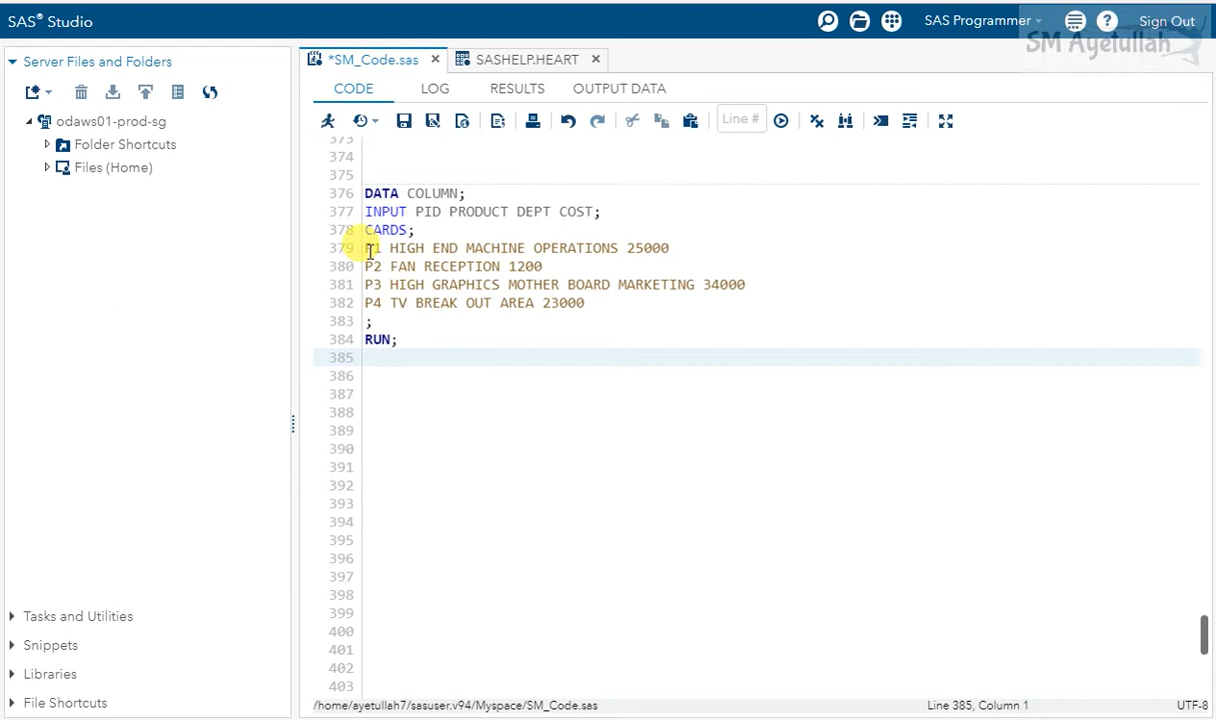 SAS® Studio
SAS Programmer
Sign Out
SM Ayetullah
Server Files and Folders
*SM_Code.sas
SASHELP.HEART
CODE
LOG
RESULTS
OUTPUT DATA
Line #
odaws01-prod-sg
Folder Shortcuts
Files (Home)
373
374
375
376 DATA COLUMN;
377 INPUT PID PRODUCT DEPT COST;
378 CARDS;
379 P1 HIGH END MACHINE OPERATIONS 25000
380 P2 FAN RECEPTION 1200
381 P3 HIGH GRAPHICS MOTHER BOARD MARKETING 34000
382 P4 TV BREAK OUT AREA 23000
383 ;
384 RUN;
385
386
387
388
389
390
391
392
393
394
395
396
397
398
399
400
401
402
403
Tasks and Utilities
Snippets
Libraries
File Shortcuts
/home/ayetullah7/sasuser.v94/Myspace/SM_Code.sas
Line 385, Column 1
UTF-8